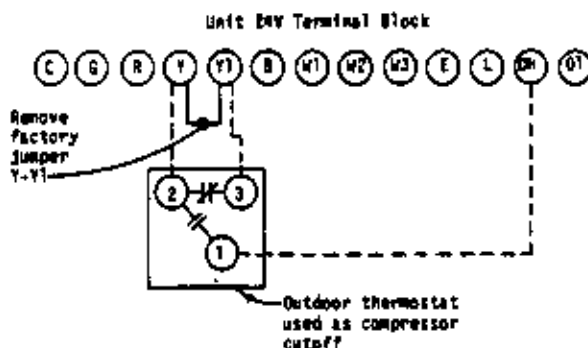 Unit 24V Terminal Block
C G R Y Y1 B W1 W2 W3 E L DH OT
Remove
factory
jumper
Y-Y1
2 3
1
Outdoor thermostat
used as compressor
cutoff